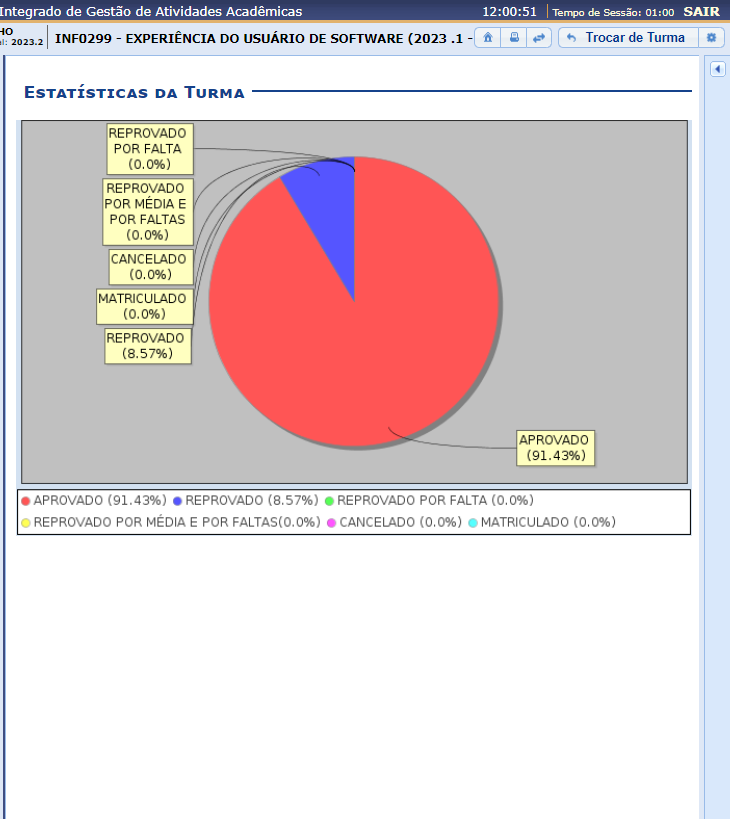 Integrado de Gestão de Atividades Acadêmicas 12:00:51 Tempo de Sessão: 01:00 SAIR
HO
el: 2023.2
INF0299 - EXPERIÊNCIA DO USUÁRIO DE SOFTWARE (2023 .1 - Trocar de Turma
Estatísticas da Turma
REPROVADO
POR FALTA
(0.0%)
REPROVADO
POR MÉDIA E
POR FALTAS
(0.0%)
CANCELADO
(0.0%)
MATRICULADO
(0.0%)
REPROVADO
(8.57%)
APROVADO
(91.43%)
APROVADO (91.43%) REPROVADO (8.57%) REPROVADO POR FALTA (0.0%)
REPROVADO POR MÉDIA E POR FALTAS(0.0%) CANCELADO (0.0%) MATRICULADO (0.0%)